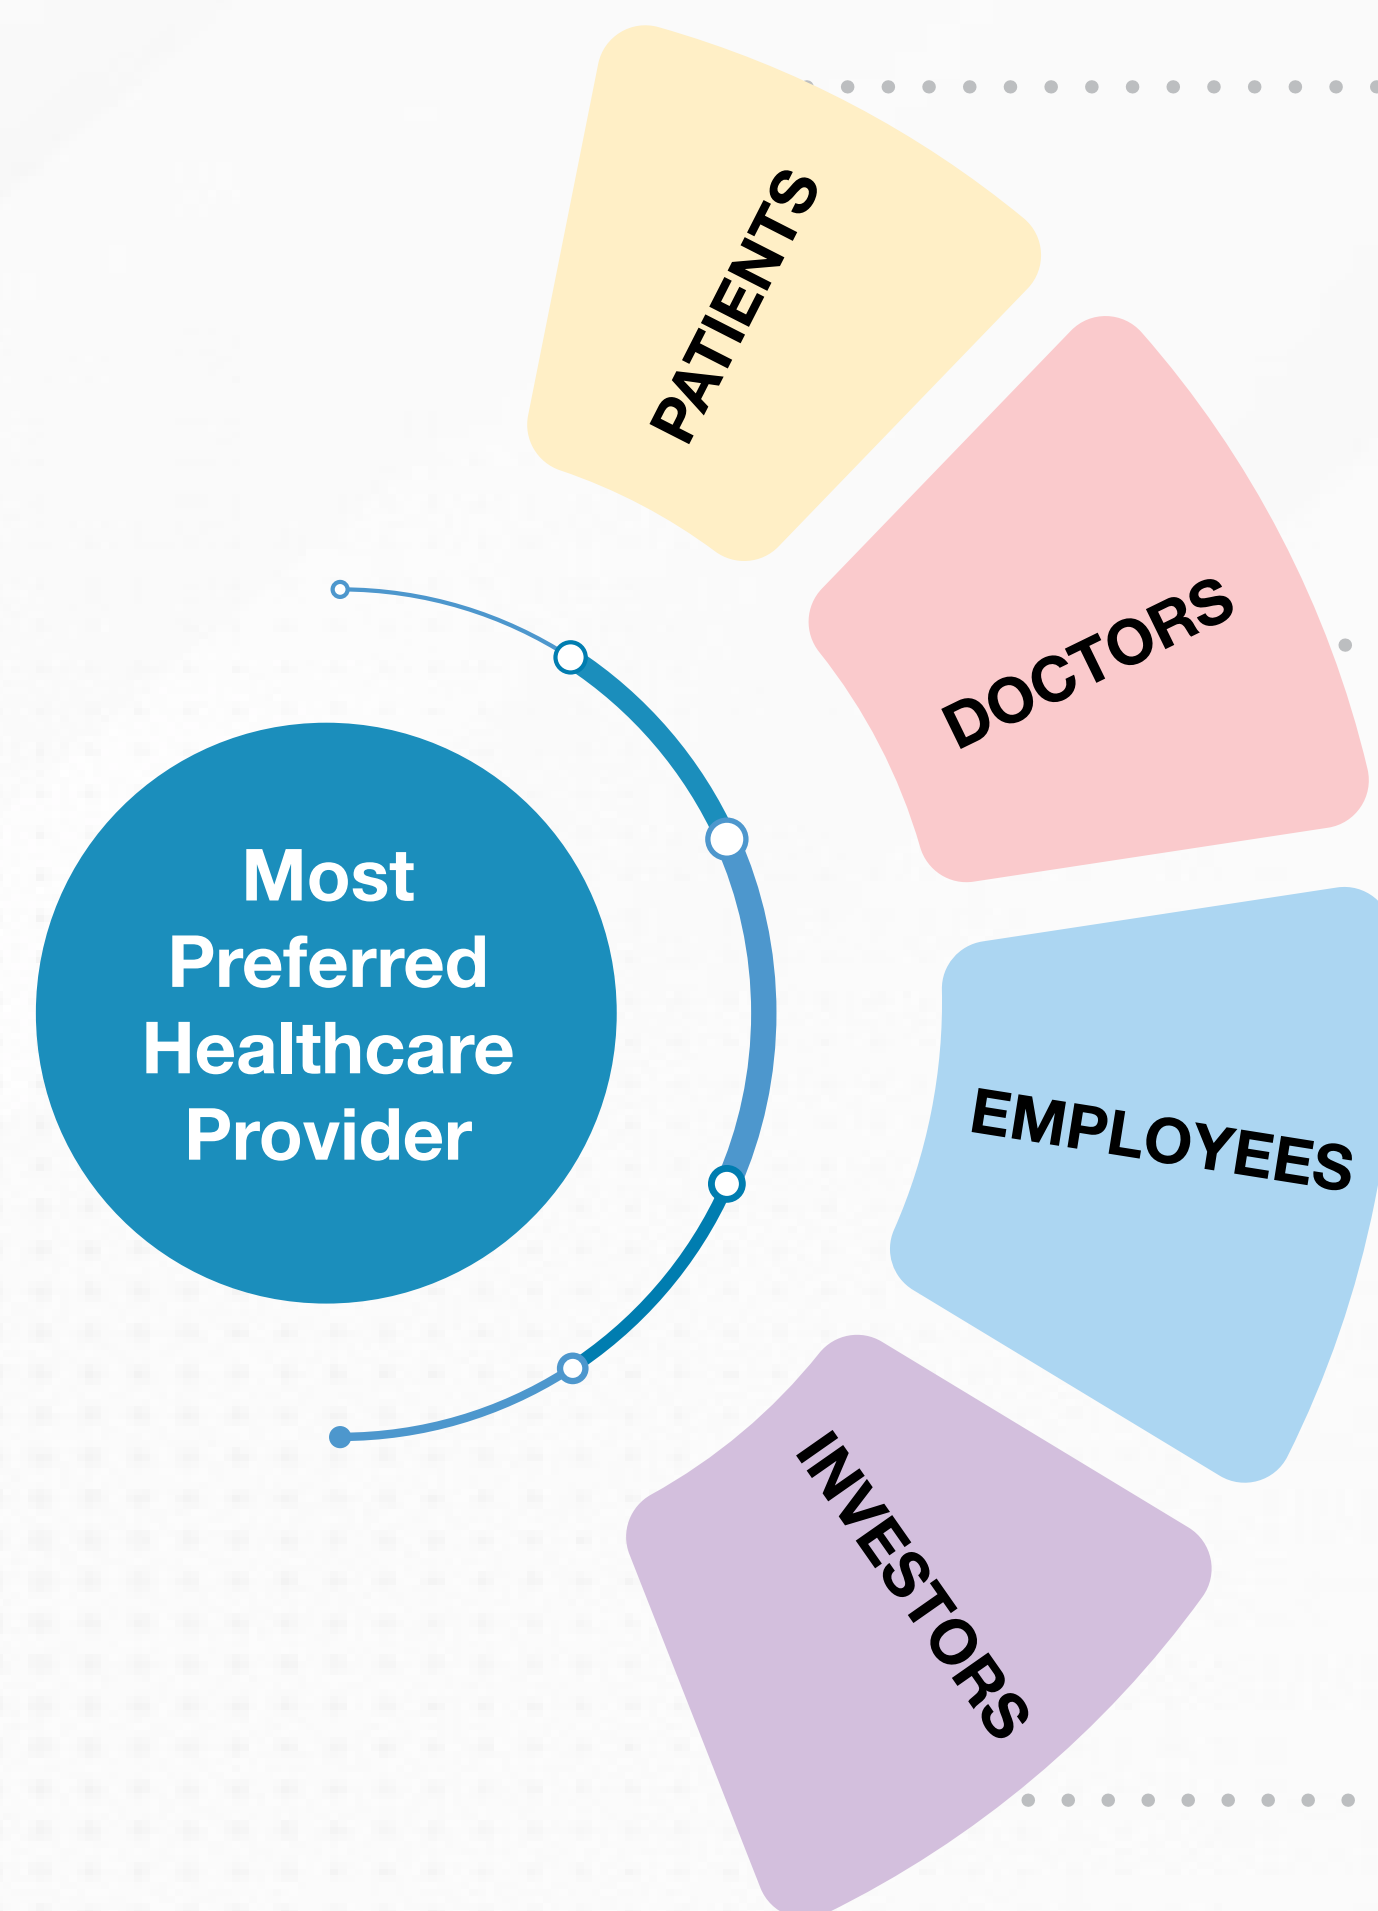 PATIENTS
DOCTORS
Most
Preferred
Healthcare
Provider
EMPLOYEES
INVESTORS